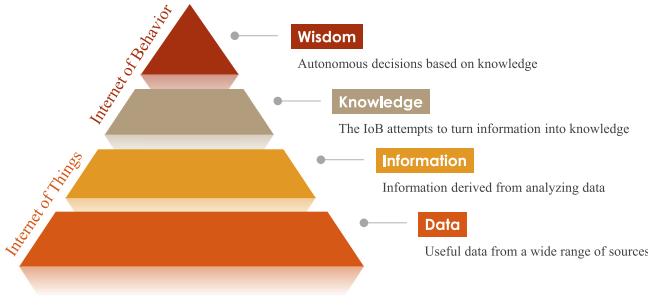 Internet of Behavior
Wisdom
Autonomous decisions based on knowledge
Knowledge
The IoB attempts to turn information into knowledge
Internet of Things
Information
Information derived from analyzing data
Data
Useful data from a wide range of sources